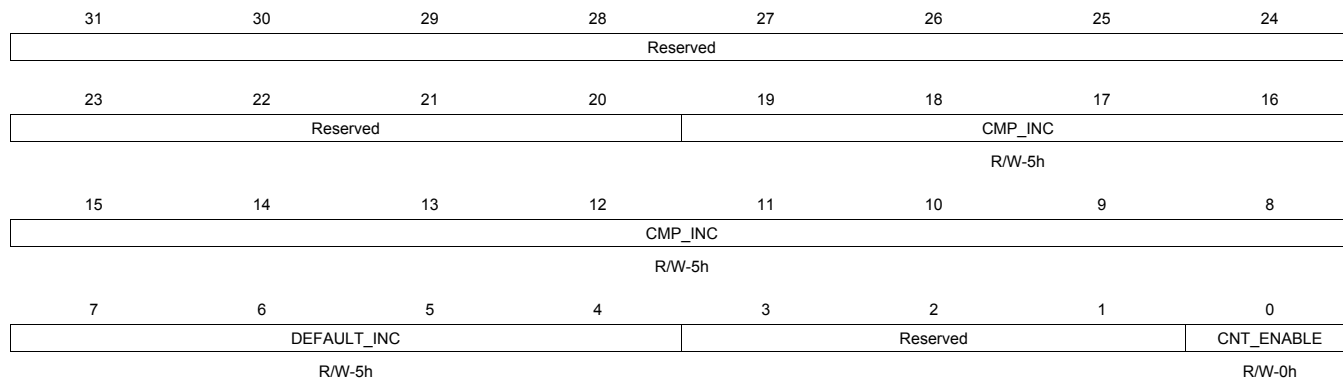 31 30 29 28 27 26 25 24
Reserved
23 22 21 20 19 18 17 16
Reserved CMP_INC
R/W-5h
15 14 13 12 11 10 9 8
CMP_INC
R/W-5h
7 6 5 4 3 2 1 0
DEFAULT_INC Reserved CNT_ENABLE
R/W-5h R/W-0h